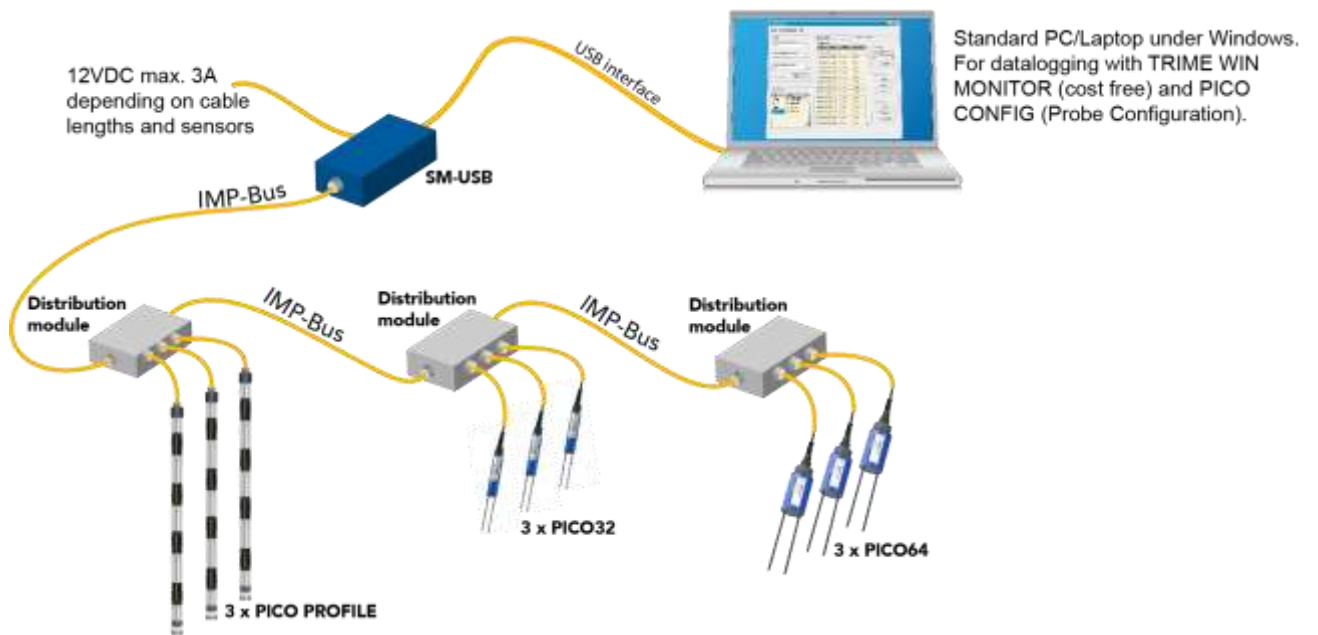 Standard PC/Laptop under Windows.
For datalogging with TRIME WIN
MONITOR (cost free) and PICO
CONFIG (Probe Configuration).
USB interface
12VDC max. 3A
depending on cable
lengths and sensors
SM-USB
IMP-Bus
Distribution
module
IMP-Bus
Distribution
module
IMP-Bus
Distribution
module
3 x PICO32
3 x PICO64
3 x PICO PROFILE